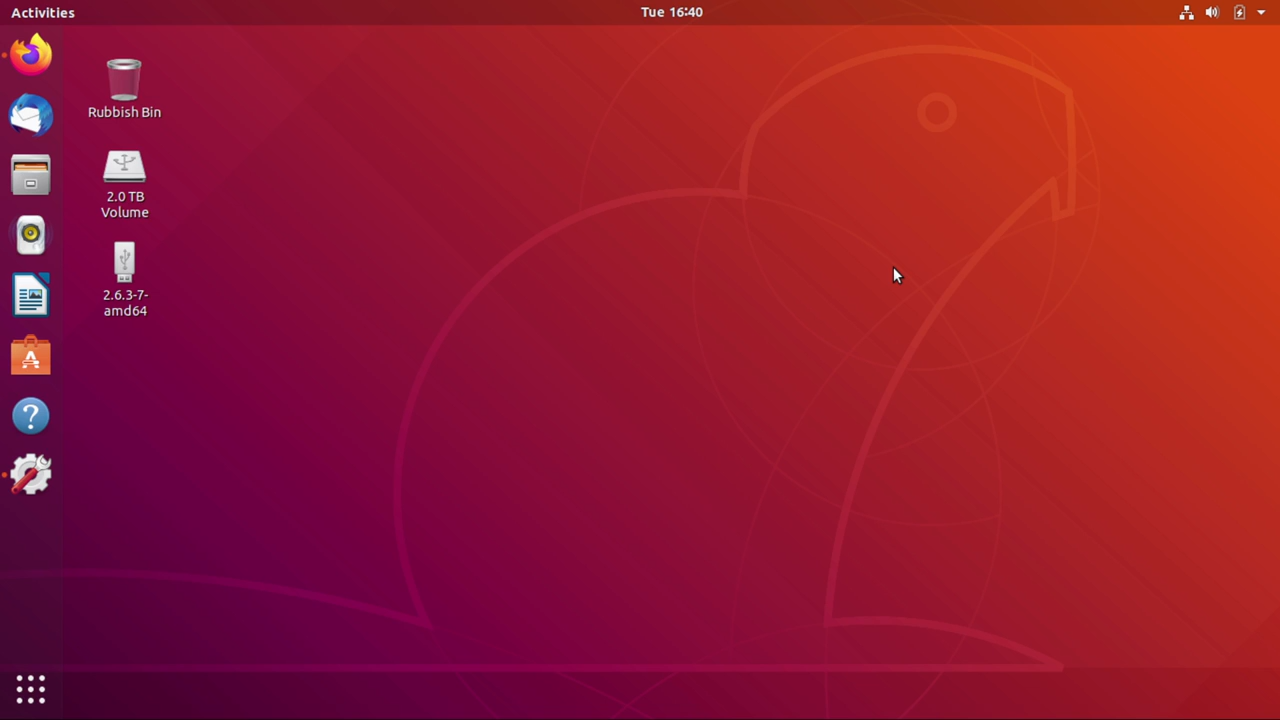 Activities
Tue 16:40
Rubbish Bin
2.0 TB
Volume
2.6.3-7-
amd64